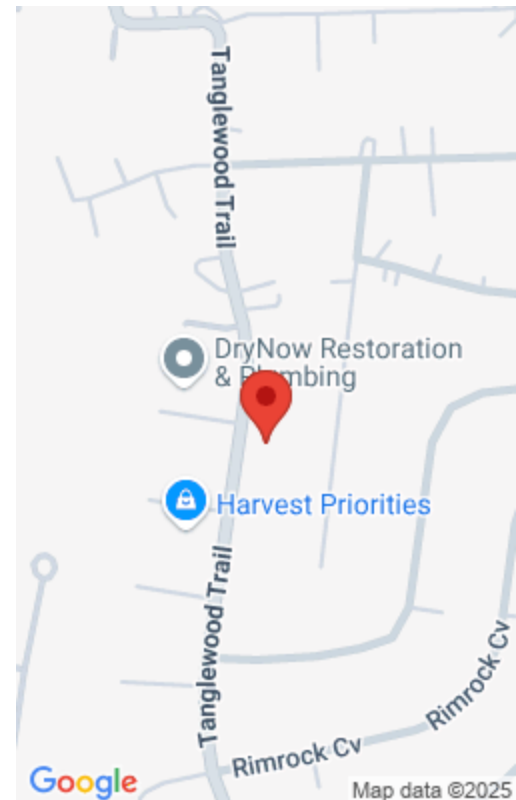 Tanglewood Trail
DryNow Restoration
& Plumbing
Harvest Priorities
Tanglewood Trail
Rimrock Cv
Rimrock Cv
Google
Map data ©2025